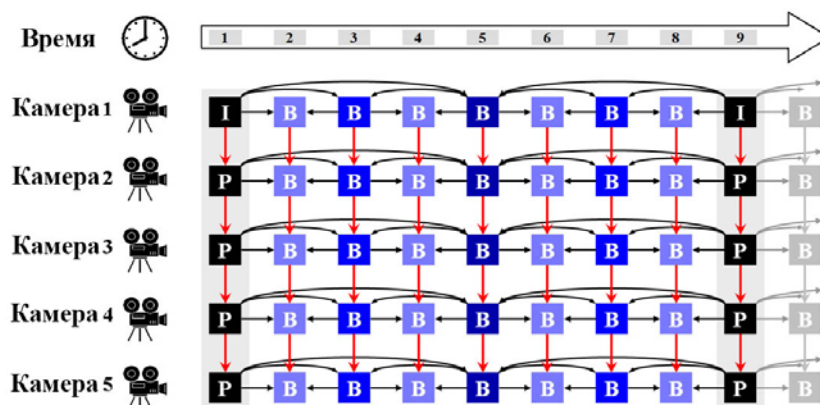 Время 1 2 3 4 5 6 7 8 9
Камера 1 I B B B B B B B I B
Камера 2 P B B B B B B B P B
Камера 3 P B B B B B B B P B
Камера 4 P B B B B B B B P B
Камера 5 P B B B B B B B P B